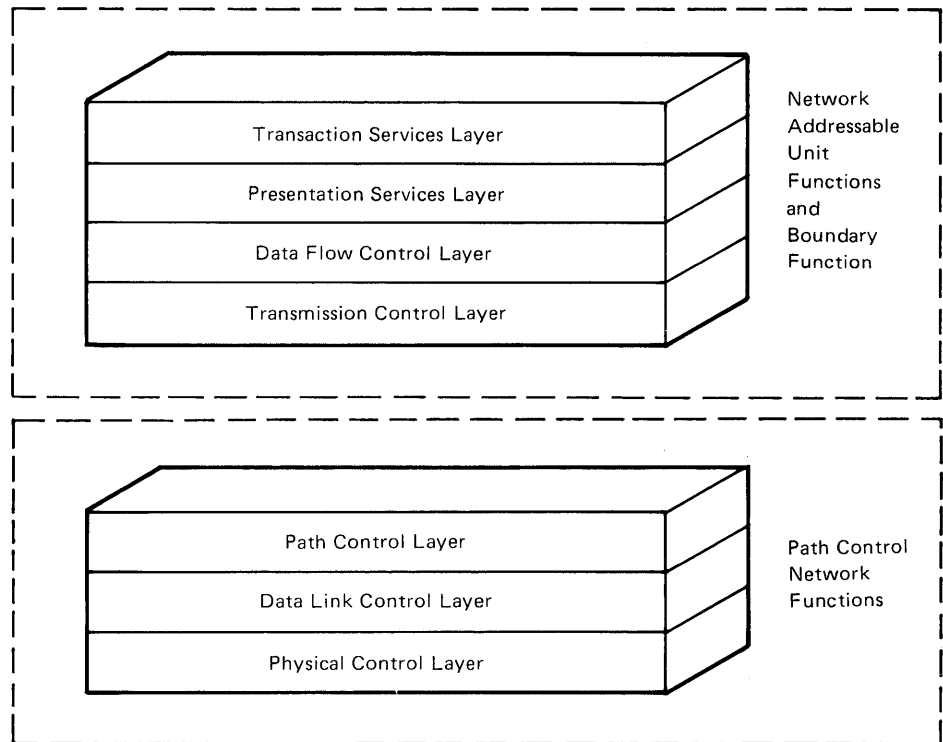 Transaction Services Layer
Presentation Services Layer
Data Flow Control Layer
Transmission Control Layer
Network
Addressable
Unit
Functions
and
Boundary
Function
Path Control Layer
Data Link Control Layer
Physical Control Layer
Path Control
Network
Functions